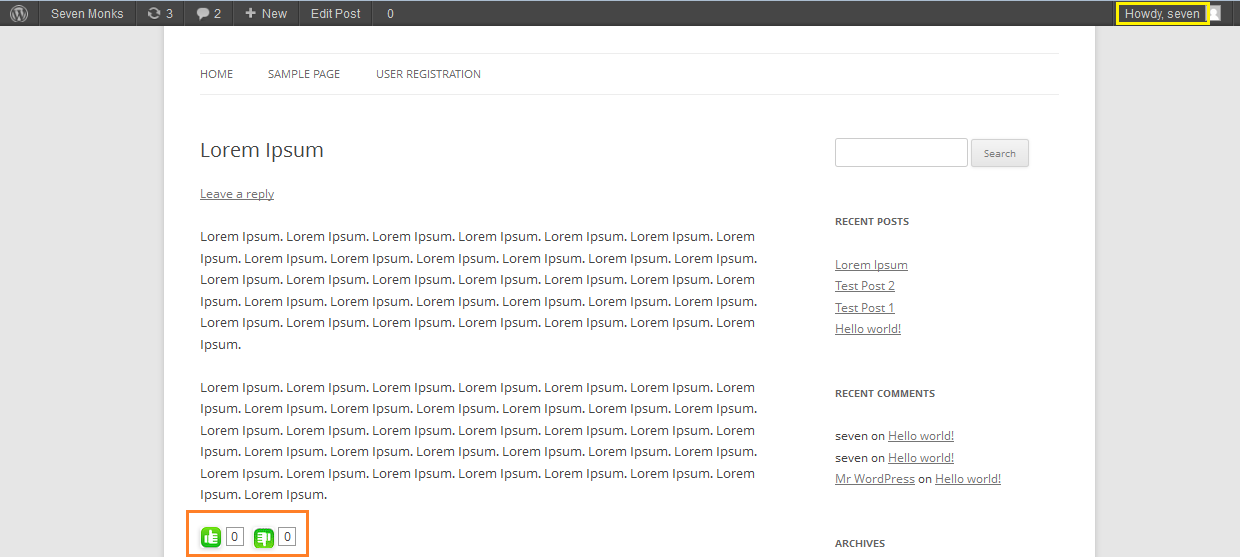 Seven Monks 3 2 + New Edit Post 0 Howdy, seven
HOME SAMPLE PAGE USER REGISTRATION
Lorem Ipsum
Leave a reply
Lorem Ipsum. Lorem Ipsum. Lorem Ipsum. Lorem Ipsum. Lorem Ipsum. Lorem Ipsum. Lorem
Ipsum. Lorem Ipsum. Lorem Ipsum. Lorem Ipsum. Lorem Ipsum. Lorem Ipsum. Lorem Ipsum.
Lorem Ipsum. Lorem Ipsum. Lorem Ipsum. Lorem Ipsum. Lorem Ipsum. Lorem Ipsum. Lorem
Ipsum. Lorem Ipsum. Lorem Ipsum. Lorem Ipsum. Lorem Ipsum. Lorem Ipsum. Lorem Ipsum.
Lorem Ipsum. Lorem Ipsum. Lorem Ipsum. Lorem Ipsum. Lorem Ipsum. Lorem Ipsum. Lorem
Ipsum.
Lorem Ipsum. Lorem Ipsum. Lorem Ipsum. Lorem Ipsum. Lorem Ipsum. Lorem Ipsum. Lorem
Ipsum. Lorem Ipsum. Lorem Ipsum. Lorem Ipsum. Lorem Ipsum. Lorem Ipsum. Lorem Ipsum.
Lorem Ipsum. Lorem Ipsum. Lorem Ipsum. Lorem Ipsum. Lorem Ipsum. Lorem Ipsum. Lorem
Ipsum. Lorem Ipsum. Lorem Ipsum. Lorem Ipsum. Lorem Ipsum. Lorem Ipsum. Lorem Ipsum.
Lorem Ipsum. Lorem Ipsum. Lorem Ipsum. Lorem Ipsum. Lorem Ipsum. Lorem Ipsum. Lorem
Ipsum. Lorem Ipsum.
0 0
Search
RECENT POSTS
Lorem Ipsum
Test Post 2
Test Post 1
Hello world!
RECENT COMMENTS
seven on Hello world!
seven on Hello world!
Mr WordPress on Hello world!
ARCHIVES